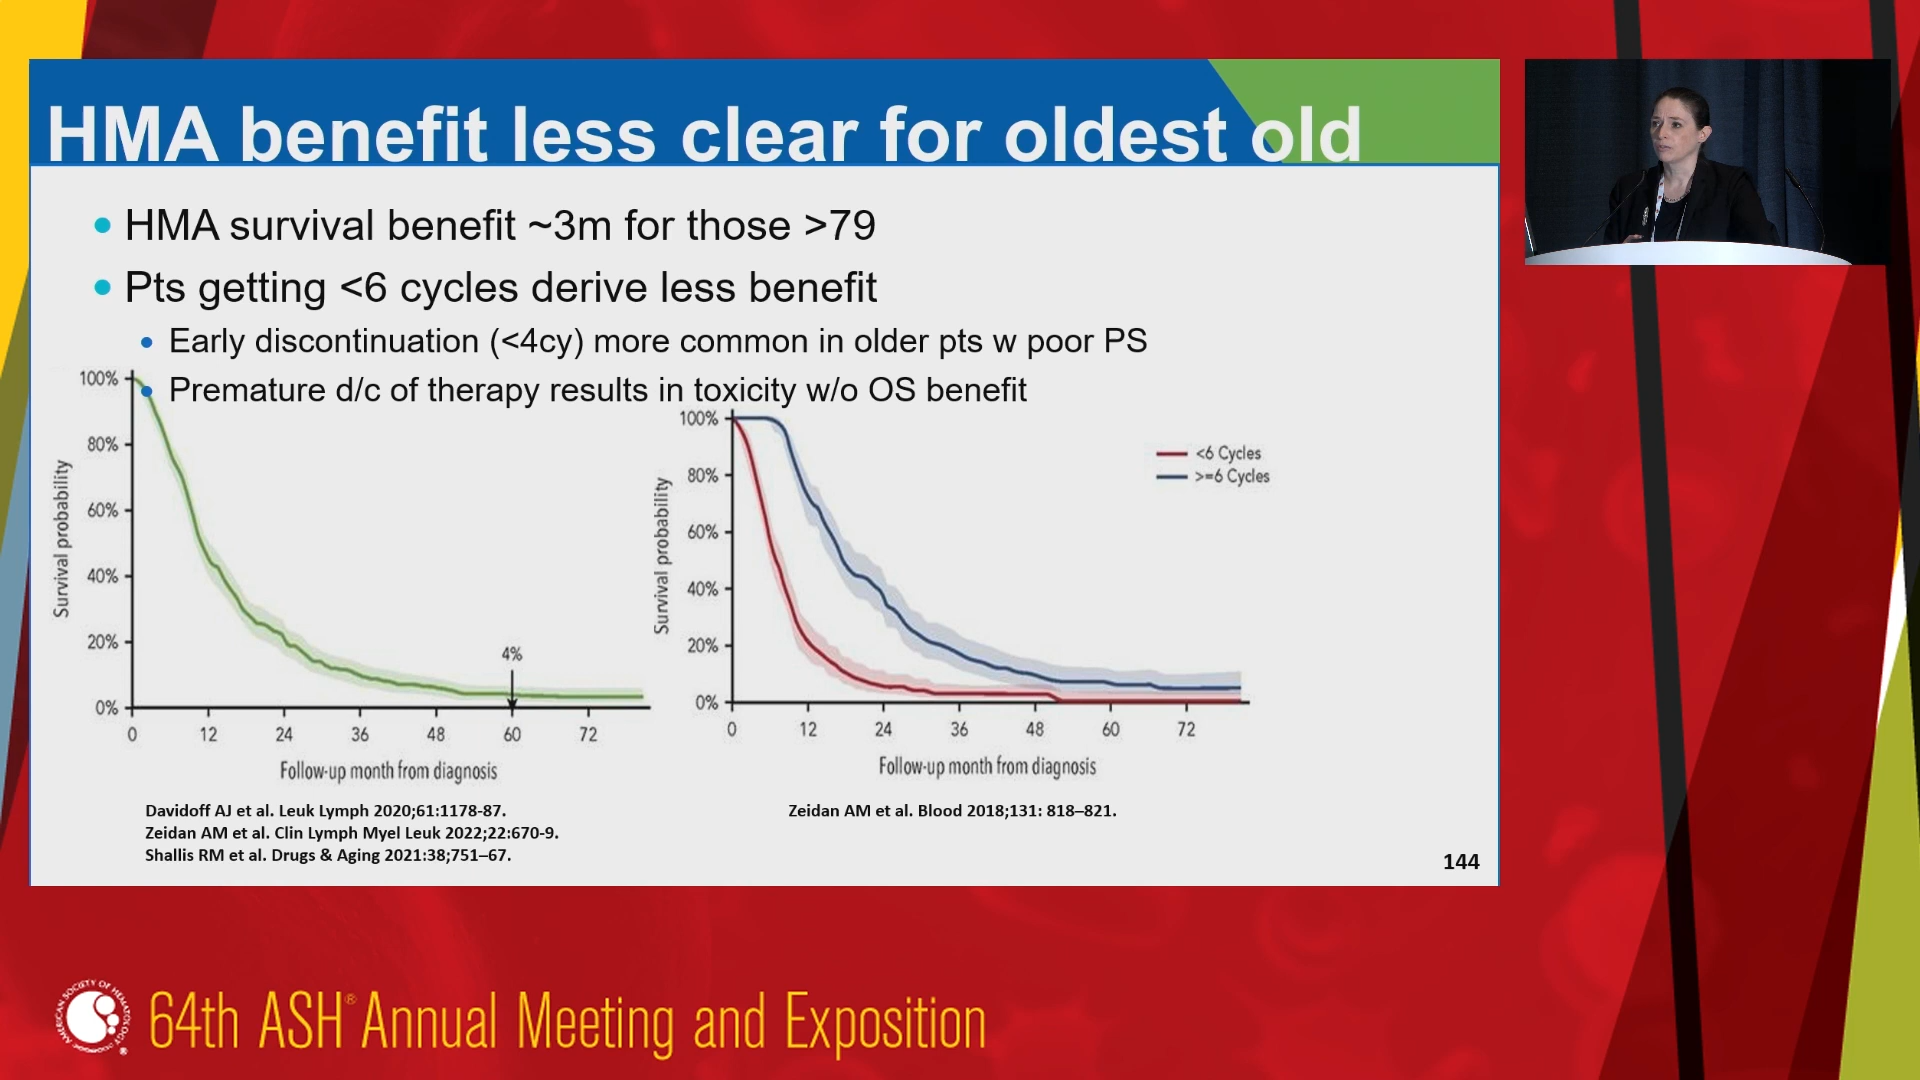 HMA benefit less clear for oldest old
HMA survival benefit ~3m for those >79
Pts getting <6 cycles derive less benefit
Early discontinuation (<4cy) more common in older pts w poor PS
Premature d/c of therapy results in toxicity w/o OS benefit
100%
80%
60%
40%
20%
0%
Survival probability
4%
0 12 24 36 48 60 72
Follow-up month from diagnosis
100%
80%
60%
40%
20%
0%
Survival probability
<6 Cycles
>=6 Cycles
0 12 24 36 48 60 72
Follow-up month from diagnosis
Davidoff AJ et al. Leuk Lymph 2020;61:1178-87.
Zeidan AM et al. Clin Lymph Myel Leuk 2022;22:670-9.
Shallis RM et al. Drugs & Aging 2021:38;751–67.
Zeidan AM et al. Blood 2018;131: 818–821.
144
AMERICAN SOCIETY OF HEMATOLOGY
64th ASH® Annual Meeting and Exposition